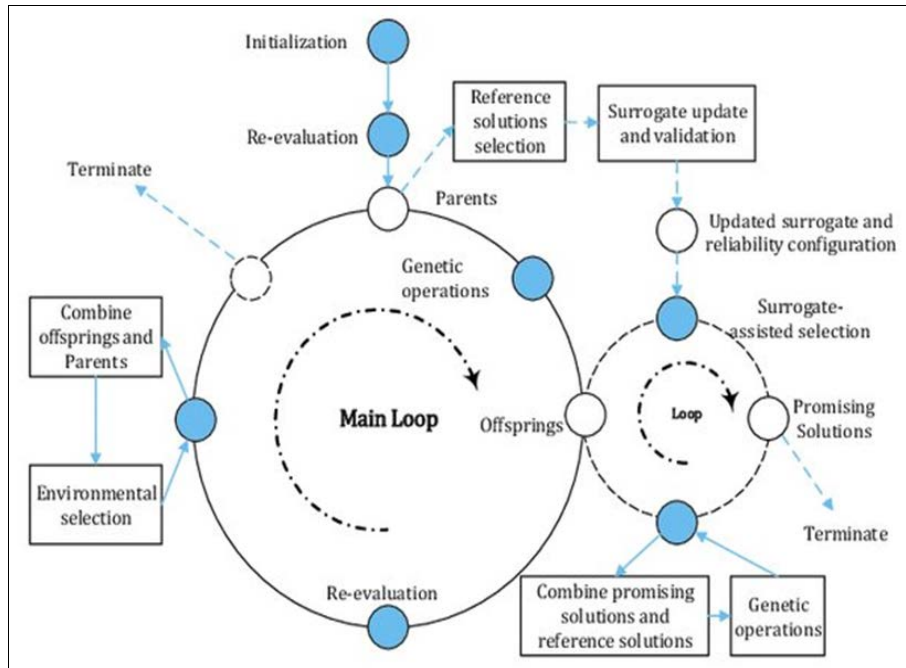 Initialization
Re-evaluation
Reference
solutions
selection
Surrogate update
and validation
Terminate
Parents
Updated surrogate and
reliability configuration
Genetic
operations
Combine
offsprings and
Parents
Surrogate-
assisted selection
Main Loop
Offsprings
Loop
Promising
Solutions
Environmental
selection
Terminate
Re-evaluation
Combine promising
solutions and
reference solutions
Genetic
operations